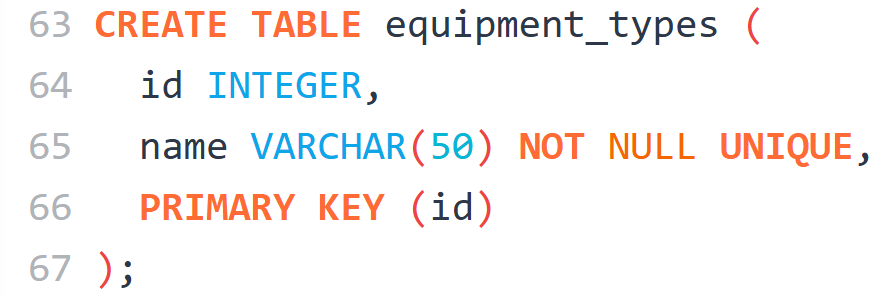 63 CREATE TABLE equipment_types (
64   id INTEGER,
65   name VARCHAR(50) NOT NULL UNIQUE,
66   PRIMARY KEY (id)
67 );